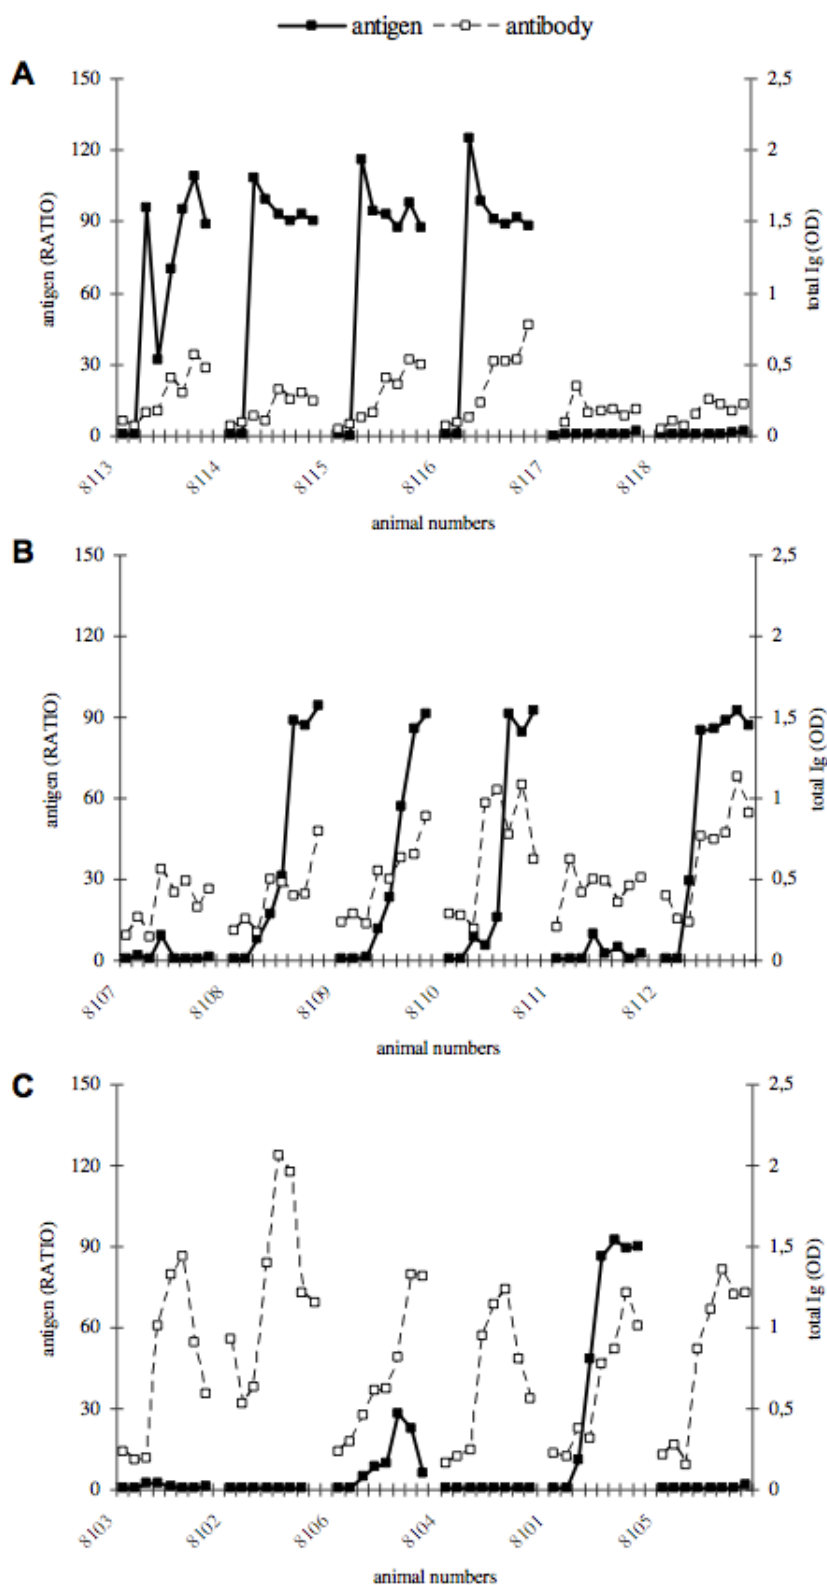 antigen antibody
A
150 2,5
120 2
90 1,5
60 1
30 0,5
0 0
antigen (RATIO)
total Ig (OD)
8113 8114 8115 8116 8117 8118
animal numbers
B
150 2,5
120 2
90 1,5
60 1
30 0,5
0 0
antigen (RATIO)
total Ig (OD)
8107 8108 8109 8110 8111 8112
animal numbers
C
150 2,5
120 2
90 1,5
60 1
30 0,5
0 0
antigen (RATIO)
total Ig (OD)
8103 8102 8106 8104 8101 8105
animal numbers